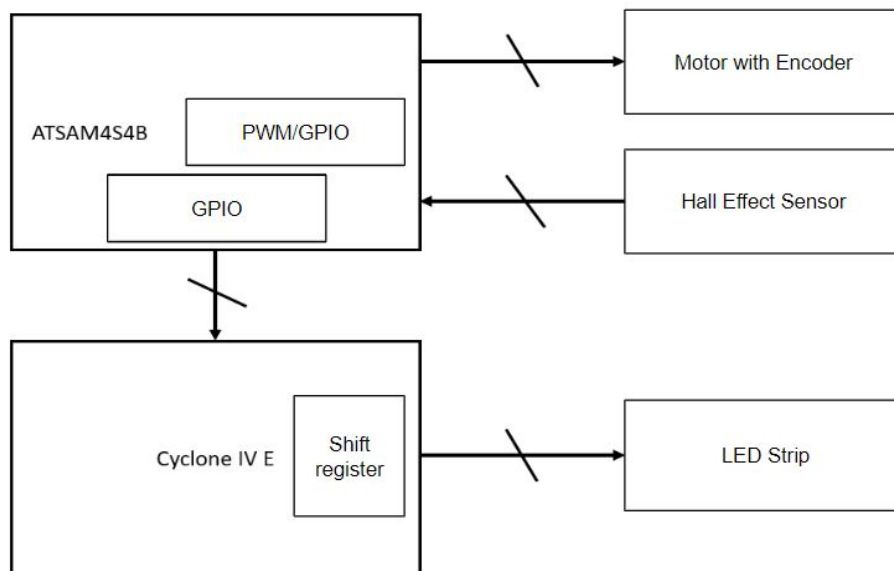 Motor with Encoder
ATSAM4S4B
PWM/GPIO
GPIO
Hall Effect Sensor
Cyclone IV E
Shift
register
LED Strip